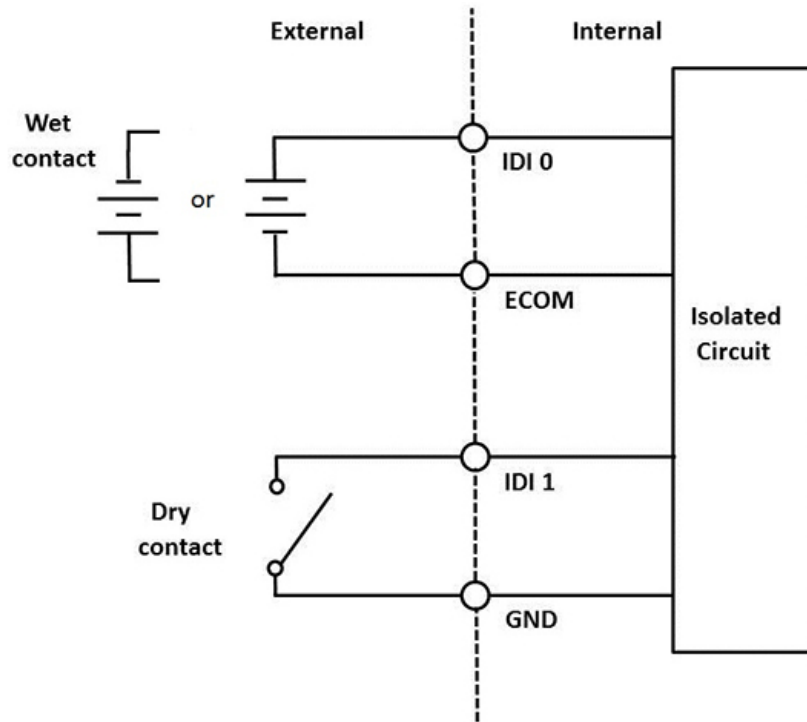 External
Internal
Wet
contact
or
IDI 0
ECOM
Isolated
Circuit
IDI 1
Dry
contact
GND